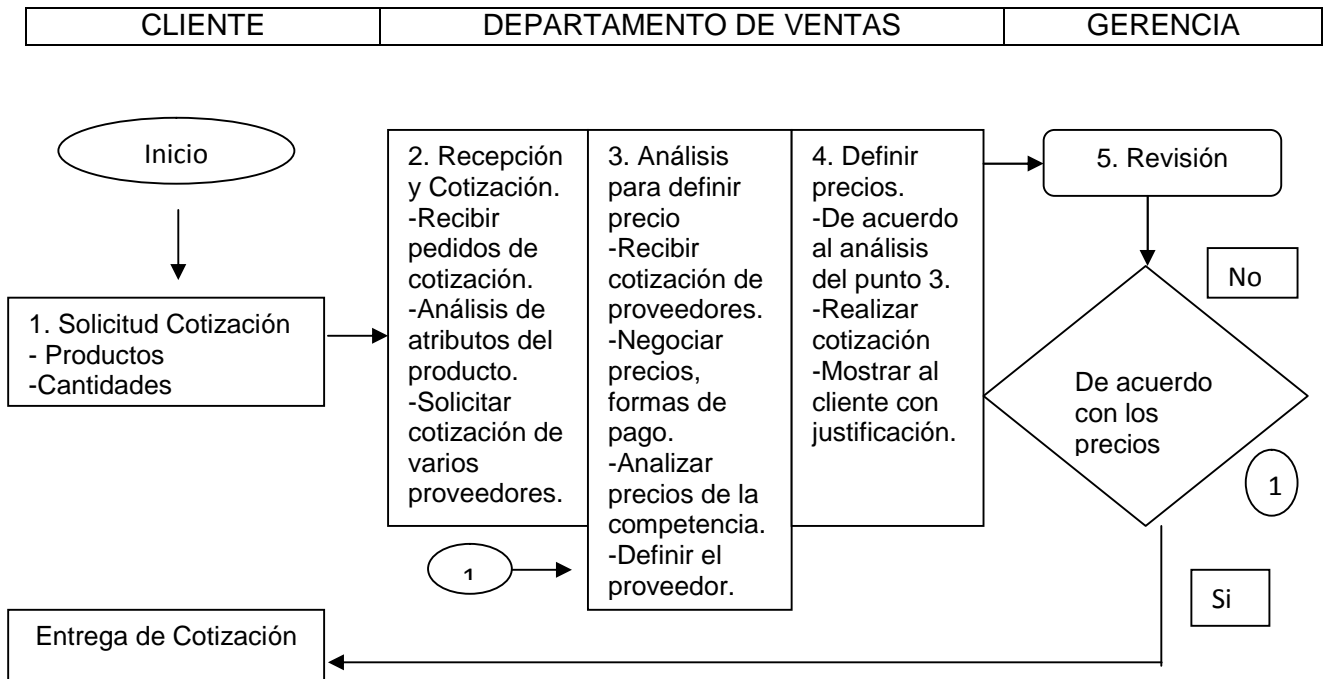 CLIENTE
DEPARTAMENTO DE VENTAS
GERENCIA
Inicio
1. Solicitud Cotización
- Productos
-Cantidades
2. Recepción
y Cotización.
-Recibir
pedidos de
cotización.
-Análisis de
atributos del
producto.
-Solicitar
cotización de
varios
proveedores.
3. Análisis
para definir
precio
-Recibir
cotización de
proveedores.
-Negociar
precios,
formas de
pago.
-Analizar
precios de la
competencia.
-Definir el
proveedor.
4. Definir
precios.
-De acuerdo
al análisis
del punto 3.
-Realizar
cotización
-Mostrar al
cliente con
justificación.
5. Revisión
No
De acuerdo
con los
precios
1
1
Si
Entrega de Cotización